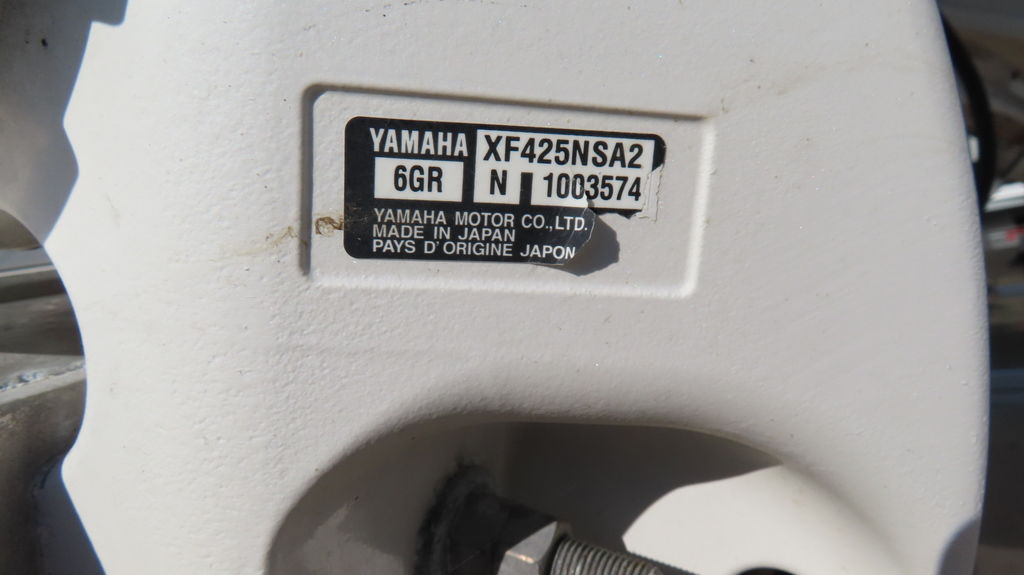 YAMAHA XF425NSA2
6GR N 1003574
YAMAHA MOTOR CO.,LTD.
MADE IN JAPAN
PAYS D'ORIGINE JAPON